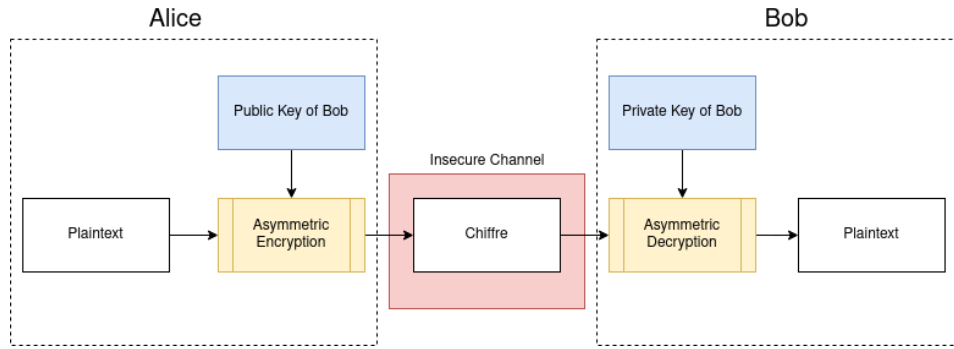 Alice
Bob
Public Key of Bob
Private Key of Bob
Insecure Channel
Plaintext
Asymmetric
Encryption
Chiffre
Asymmetric
Decryption
Plaintext